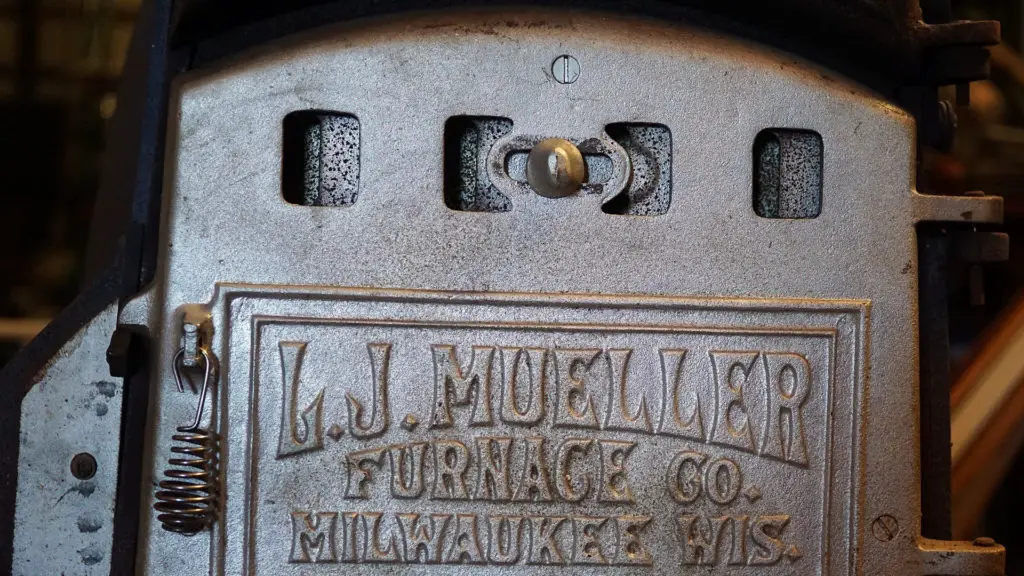 L.J. MUELLER
FURNACE CO.
MILWAUKEE WIS.